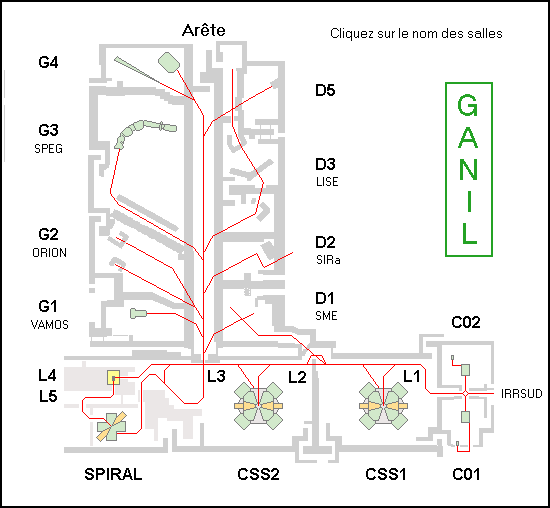 Arête
Cliquez sur le nom des salles
G4
D5
GANIL
G3
SPEG
D3
LISE
G2
ORION
D2
SIRa
G1
VAMOS
D1
SME
C02
L4
L3
L2
L1
L5
IRRSUD
SPIRAL
CSS2
CSS1
C01